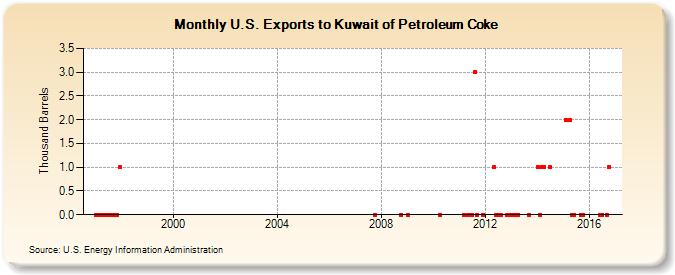 Monthly U.S. Exports to Kuwait of Petroleum Coke
Thousand Barrels
3.5
3.0
2.5
2.0
1.5
1.0
0.5
0.0
2000 2004 2008 2012 2016
Source: U.S. Energy Information Administration